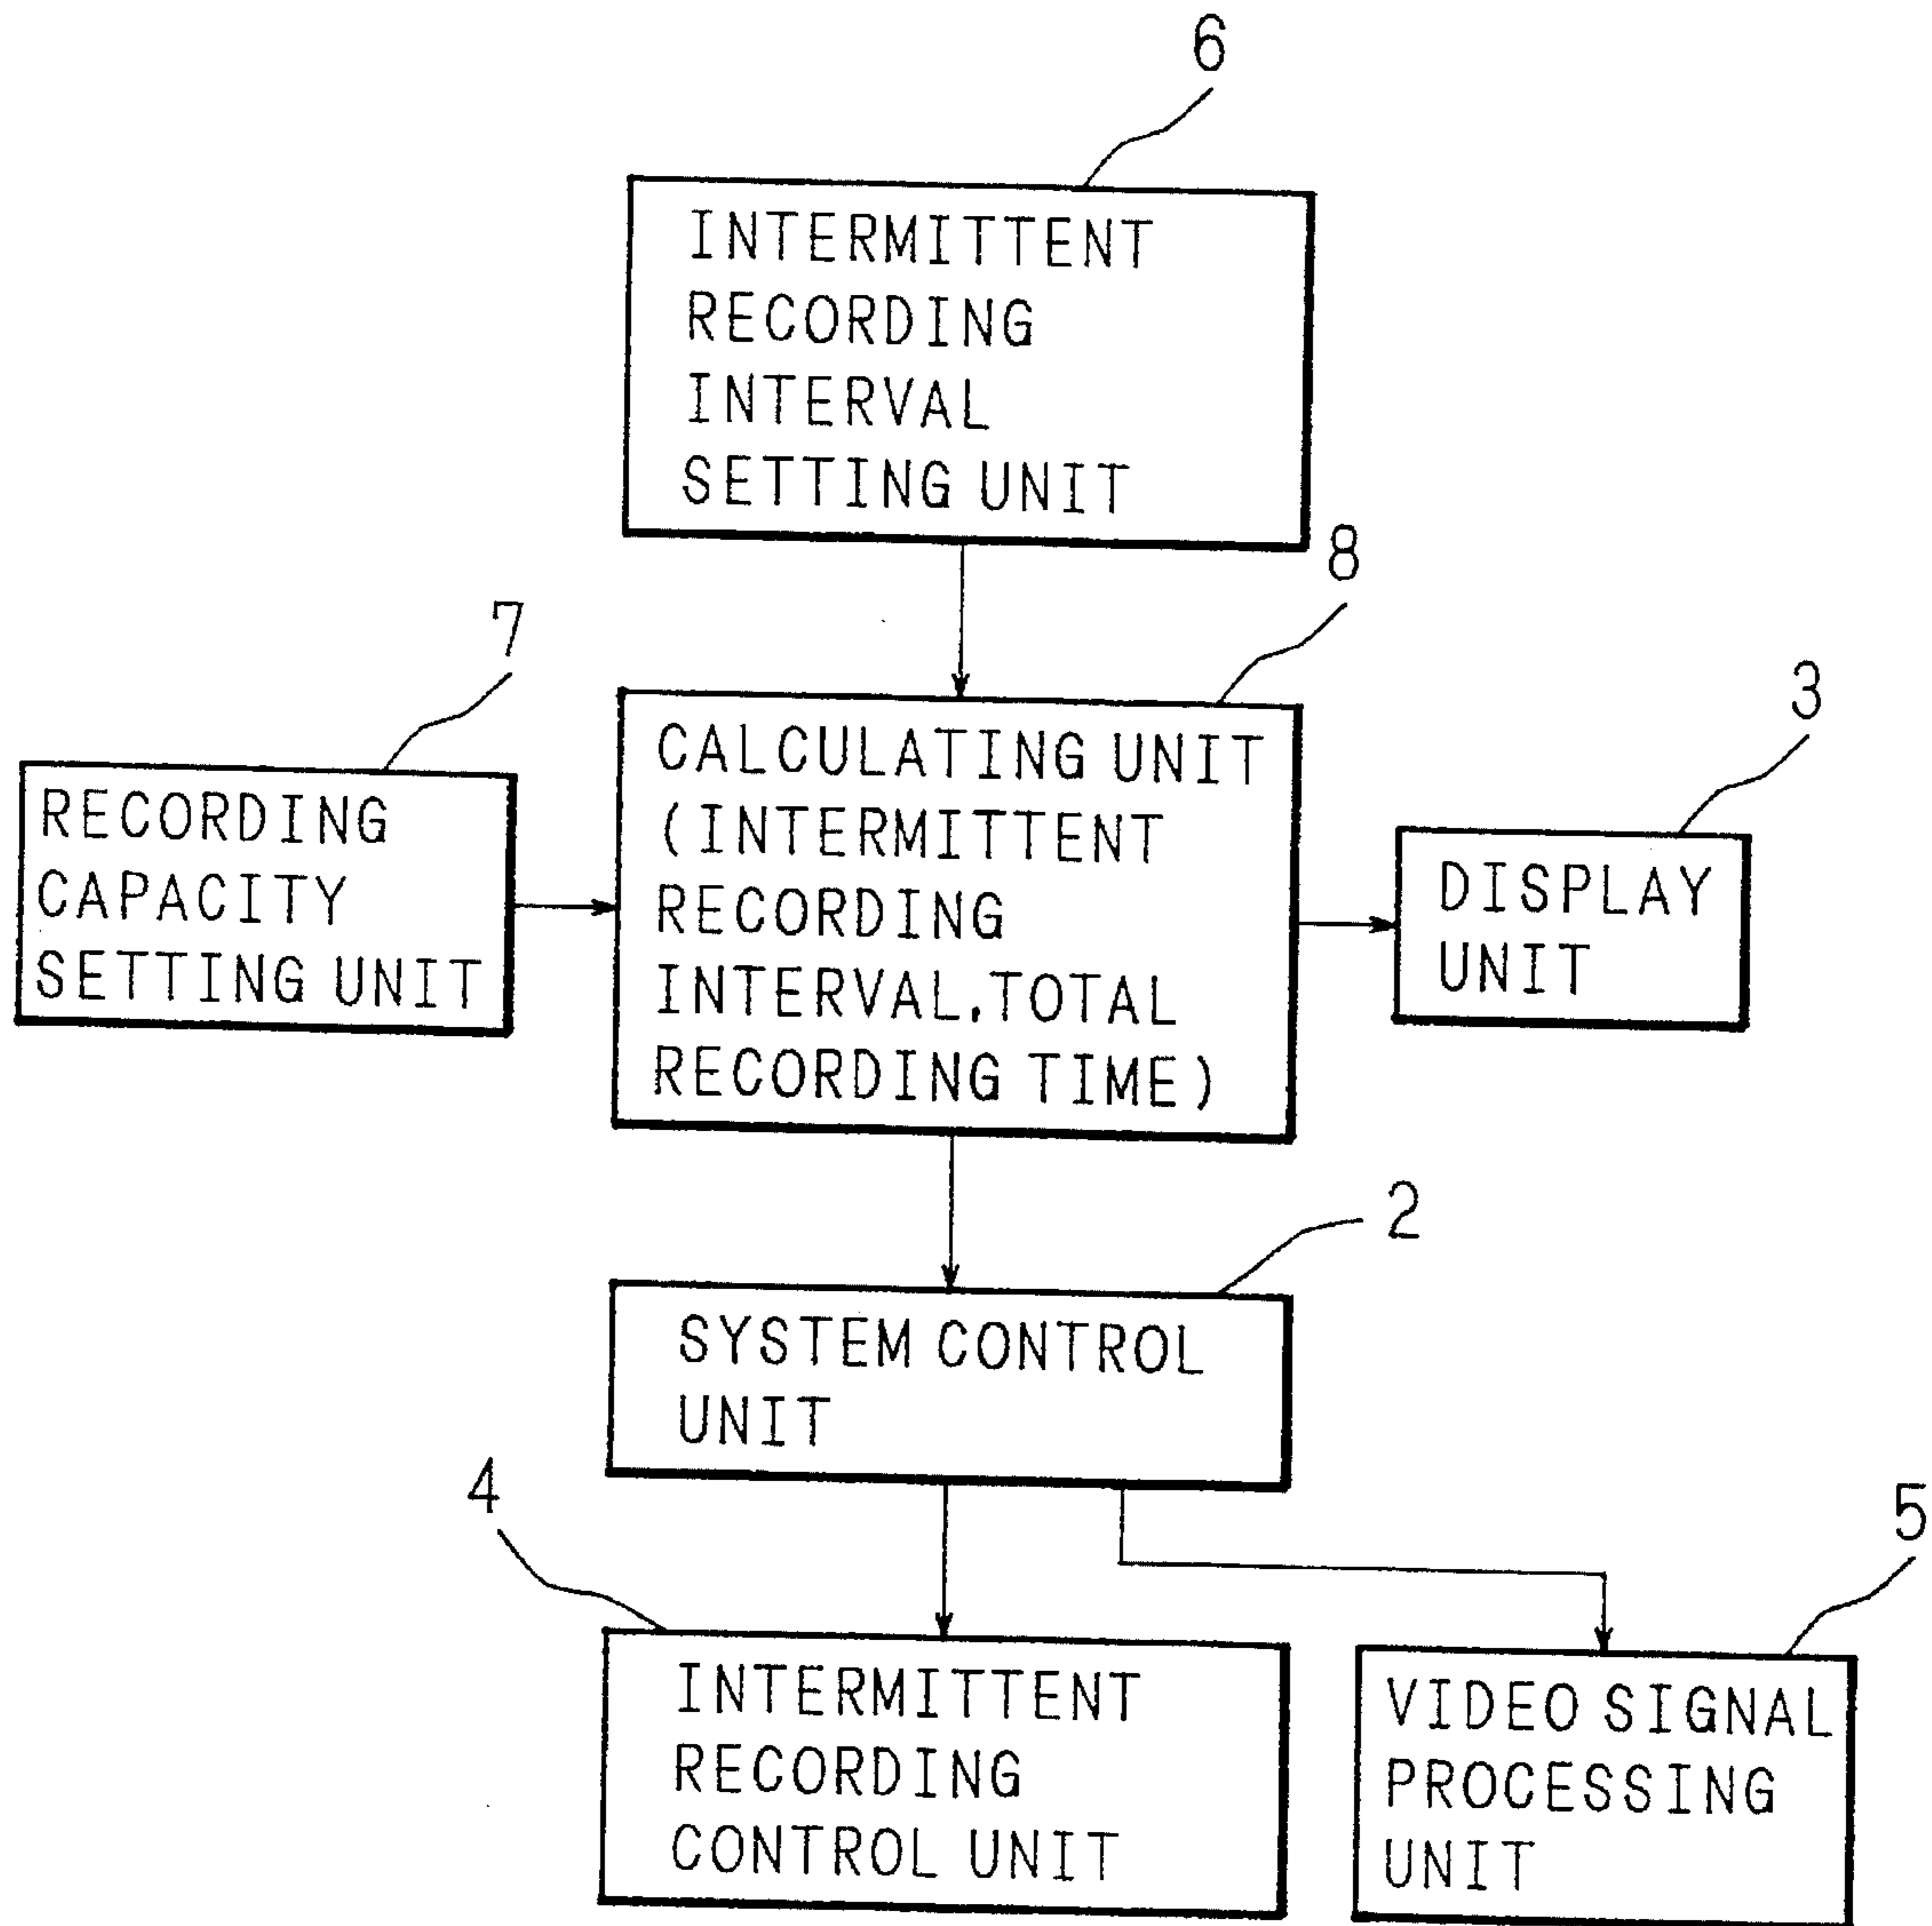 6
INTERMITTENT
RECORDING
INTERVAL
SETTING UNIT
8
7
3
RECORDING
CAPACITY
SETTING UNIT
CALCULATING UNIT
(INTERMITTENT
RECORDING
INTERVAL.TOTAL
RECORDING TIME)
DISPLAY
UNIT
2
SYSTEM CONTROL
UNIT
4
5
INTERMITTENT
RECORDING
CONTROL UNIT
VIDEO SIGNAL
PROCESSING
UNIT